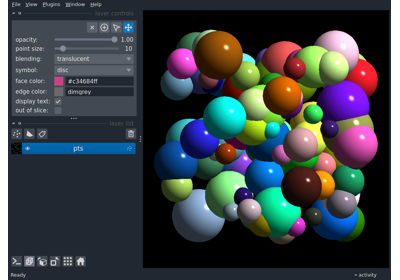 File View Plugins Window Help
layer controls
opacity: 1.00
point size: 10
blending: translucent
symbol: disc
face color: #c34684ff
edge color: dimgrey
display text:
out of slice:
layer list
pts
Ready
activity